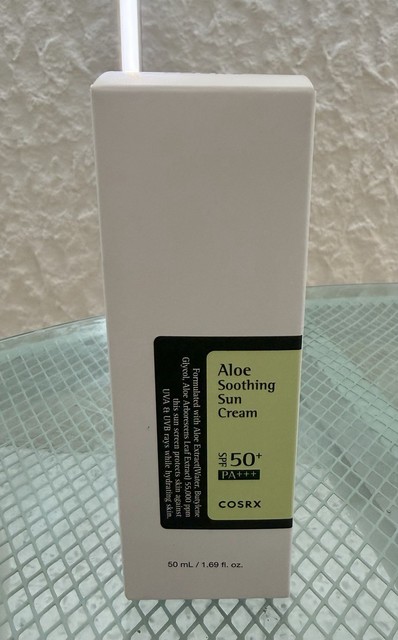 Aloe
Soothing
Sun
Cream
SPF 50+
PA+++
COSRX
Formulated with Aloe Extract(Water, Butylene
Glycol, Aloe Arborescens Leaf Extract) 55,000 ppm
this sun screen protects skin against
UVA & UVB rays while hydrating skin.
50 mL / 1.69 fl. oz.